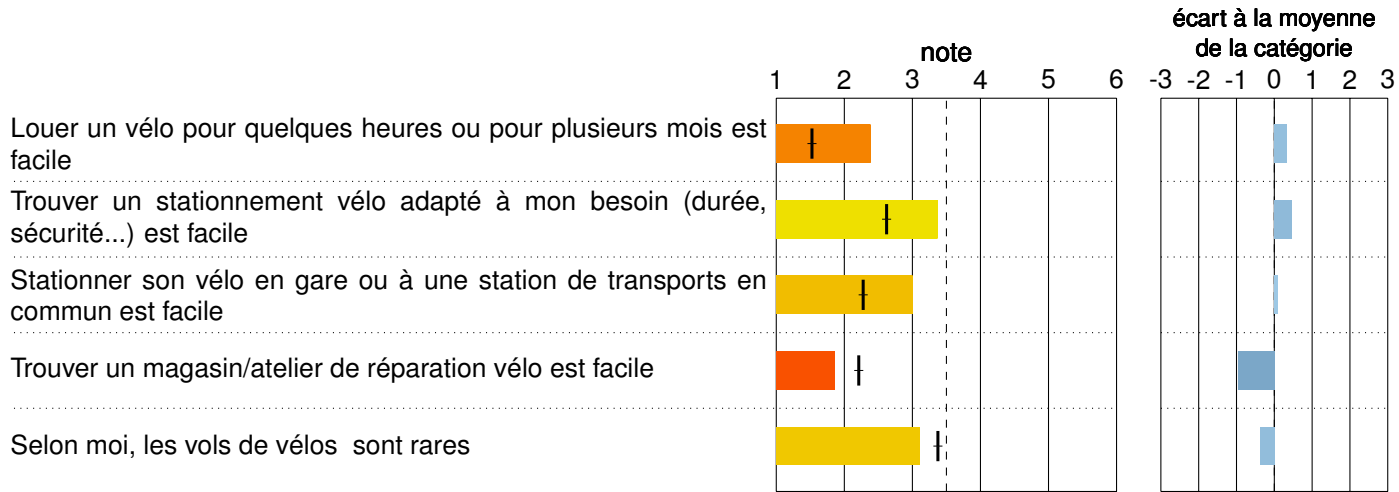 écart à la moyenne
de la catégorie
note
1 2 3 4 5 6
-3 -2 -1 0 1 2 3
Louer un vélo pour quelques heures ou pour plusieurs mois est
facile
Trouver un stationnement vélo adapté à mon besoin (durée,
sécurité...) est facile
Stationner son vélo en gare ou à une station de transports en
commun est facile
Trouver un magasin/atelier de réparation vélo est facile
Selon moi, les vols de vélos sont rares